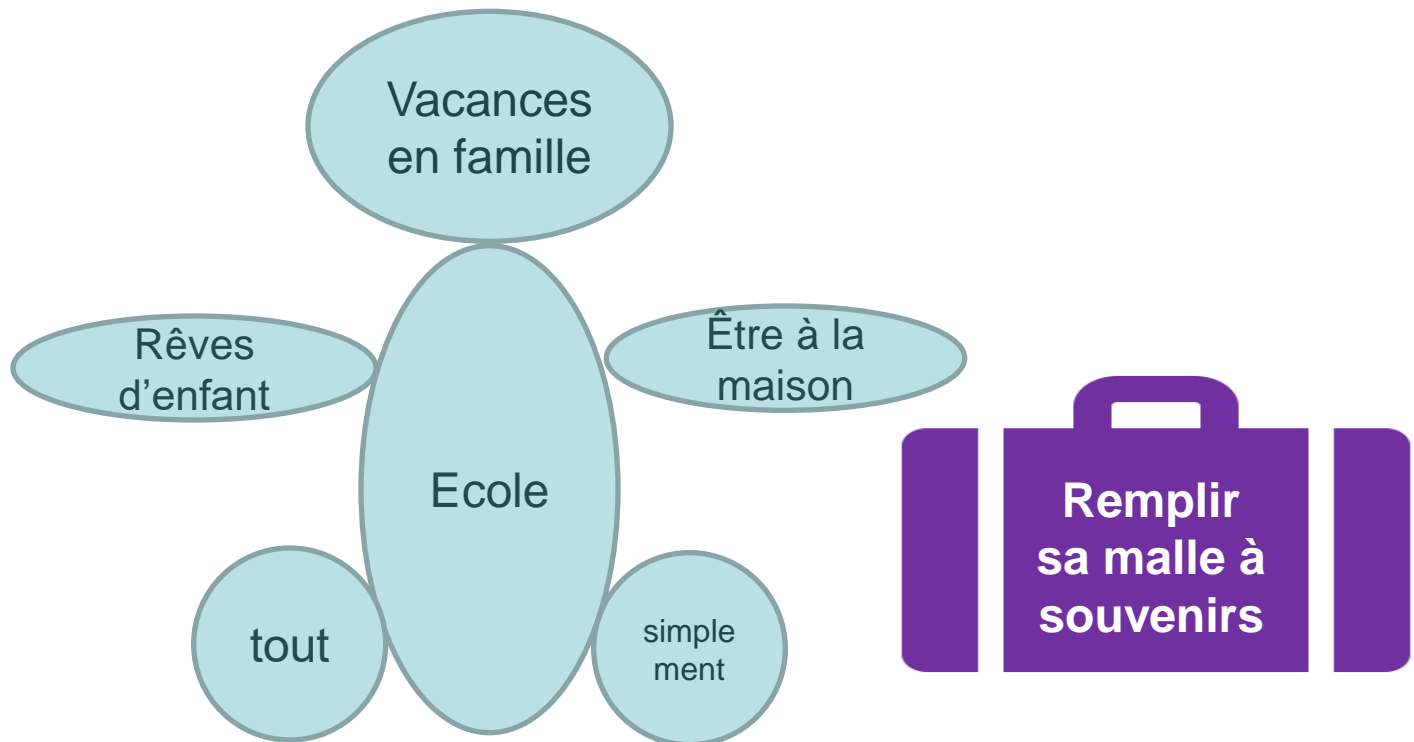 Vacances
en famille
Rêves
d’enfant
Être à la
maison
Ecole
tout
simple
ment
Remplir
sa malle à
souvenirs